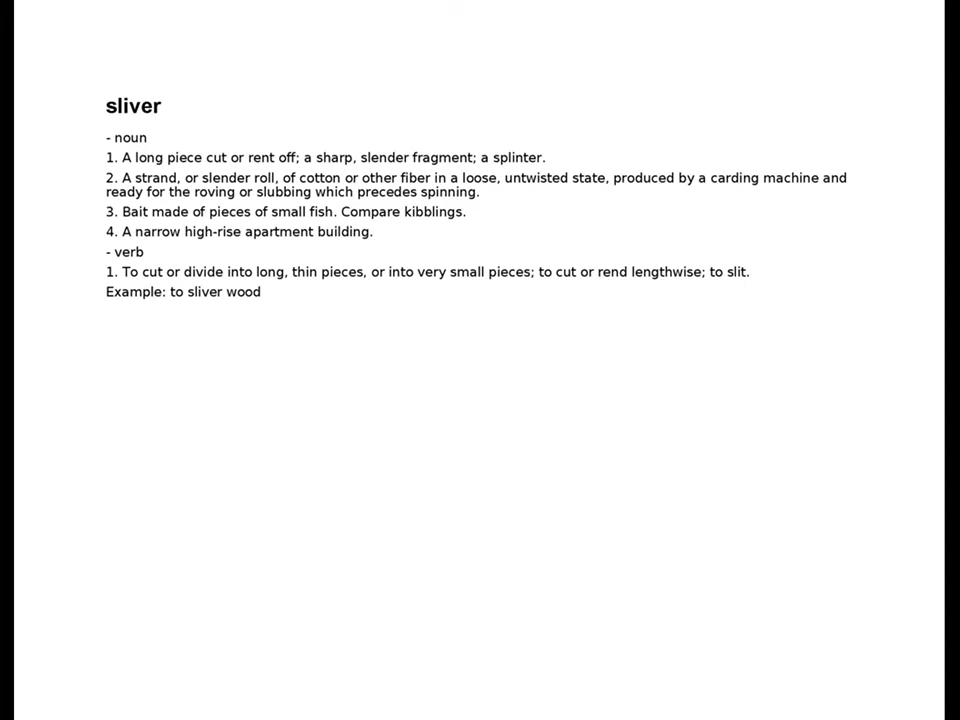 sliver
- noun
1. A long piece cut or rent off; a sharp, slender fragment; a splinter.
2. A strand, or slender roll, of cotton or other fiber in a loose, untwisted state, produced by a carding machine and
ready for the roving or slubbing which precedes spinning.
3. Bait made of pieces of small fish. Compare kibblings.
4. A narrow high-rise apartment building.
- verb
1. To cut or divide into long, thin pieces, or into very small pieces; to cut or rend lengthwise; to slit.
Example: to sliver wood